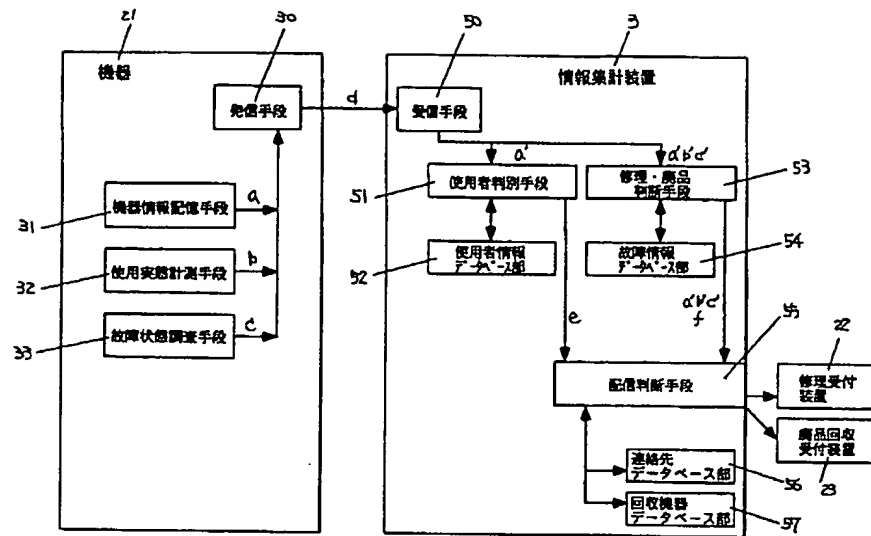 21
30
50
3
機器
情報集計装置
発信手段
d
受信手段
a'
a'b'c'
53
51
使用者判別手段
修理・廃品
判断手段
31
機器情報記憶手段
a
52
使用者情報
データベース部
故障情報
データベース部
54
32
使用実態計測手段
b
33
故障状態調査手段
c
e
a'b'c'
f
55
22
配信判断手段
修理受付
装置
廃品回収
受付装置
23
連絡先
データベース部
56
回収機器
データベース部
57